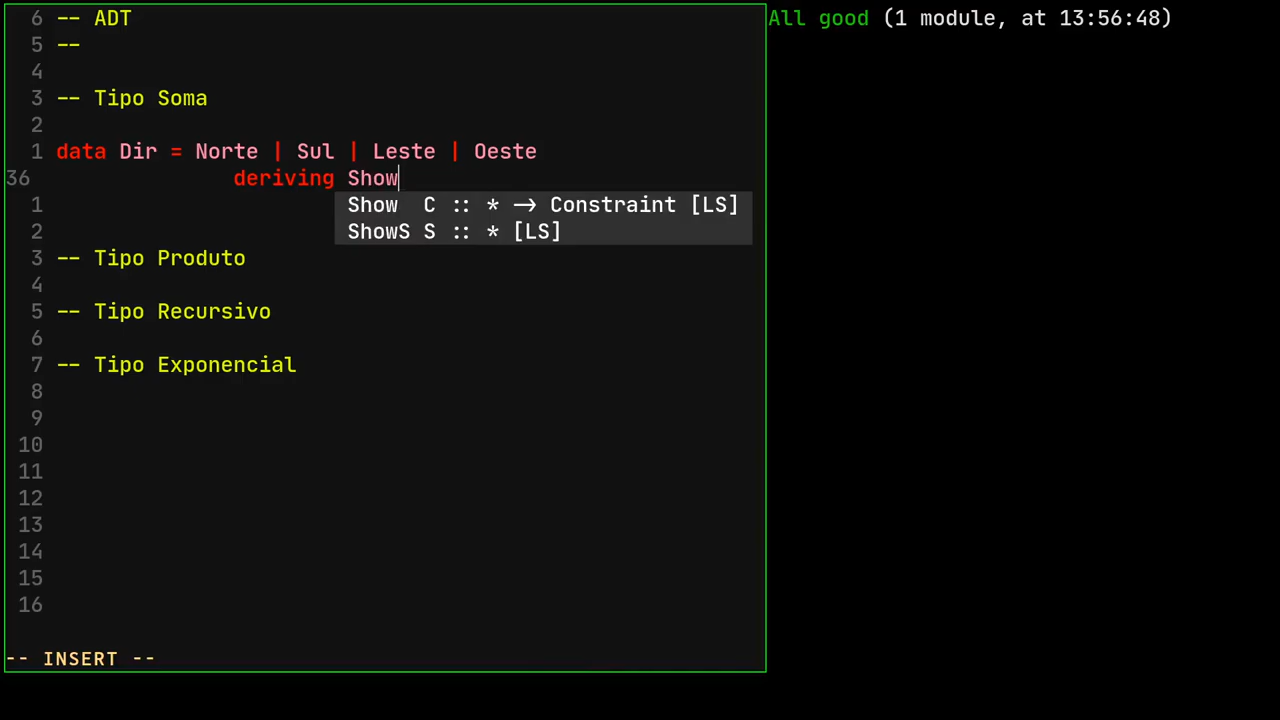 6 -- ADT
5 --
4
3 -- Tipo Soma
2
1 data Dir = Norte | Sul | Leste | Oeste
36 deriving Show
1 Show C :: * -> Constraint [LS]
2 ShowS S :: * [LS]
3 -- Tipo Produto
4
5 -- Tipo Recursivo
6
7 -- Tipo Exponencial
8
9
10
11
12
13
14
15
16
-- INSERT --
All good (1 module, at 13:56:48)